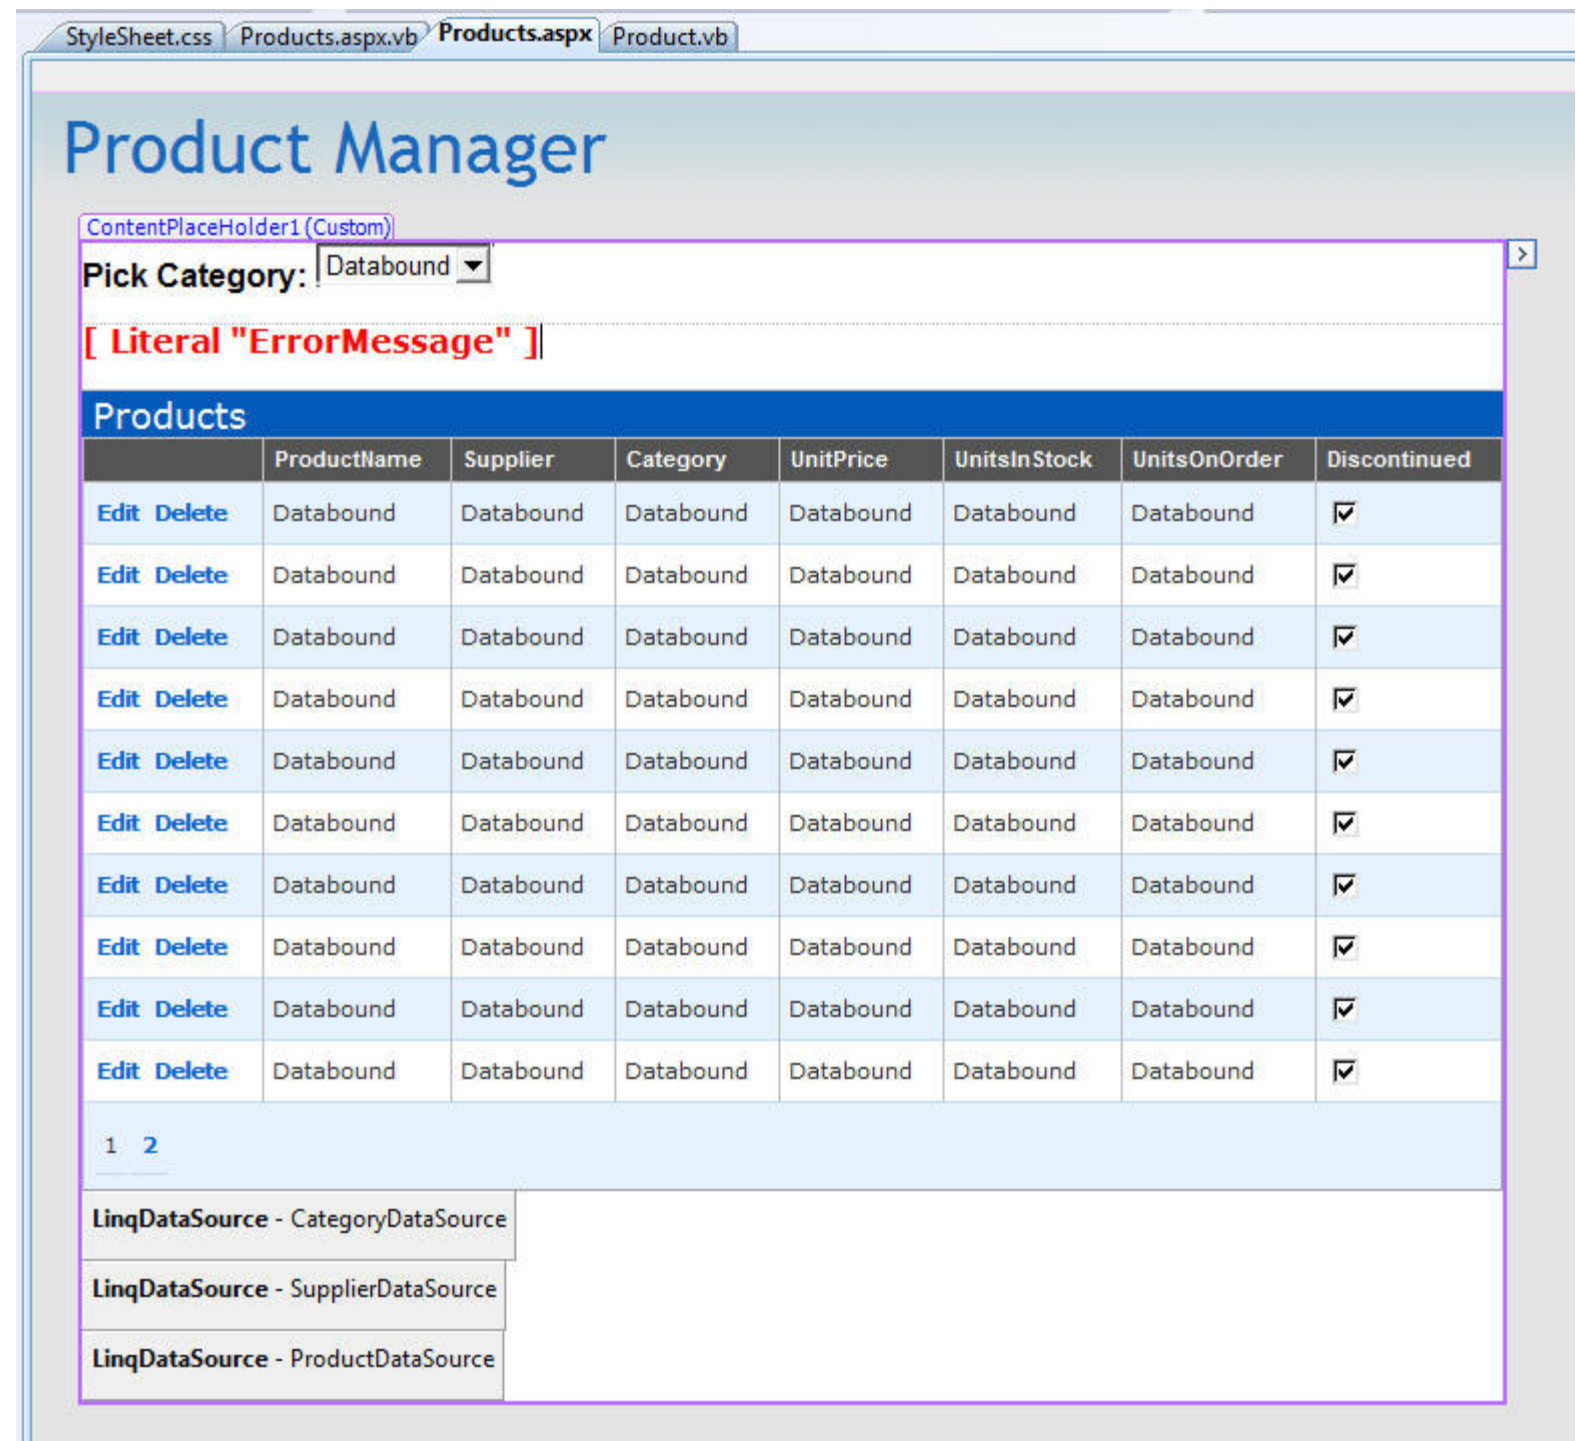 StyleSheet.css Products.aspx.vb Products.aspx Product.vb
Product Manager
ContentPlaceHolder1 (Custom)
Pick Category: Databound
[ Literal "ErrorMessage" ]
Products
ProductName Supplier Category UnitPrice UnitsInStock UnitsOnOrder Discontinued
Edit Delete Databound Databound Databound Databound Databound Databound
Edit Delete Databound Databound Databound Databound Databound Databound
Edit Delete Databound Databound Databound Databound Databound Databound
Edit Delete Databound Databound Databound Databound Databound Databound
Edit Delete Databound Databound Databound Databound Databound Databound
Edit Delete Databound Databound Databound Databound Databound Databound
Edit Delete Databound Databound Databound Databound Databound Databound
Edit Delete Databound Databound Databound Databound Databound Databound
Edit Delete Databound Databound Databound Databound Databound Databound
Edit Delete Databound Databound Databound Databound Databound Databound
1 2
LinqDataSource - CategoryDataSource
LinqDataSource - SupplierDataSource
LinqDataSource - ProductDataSource